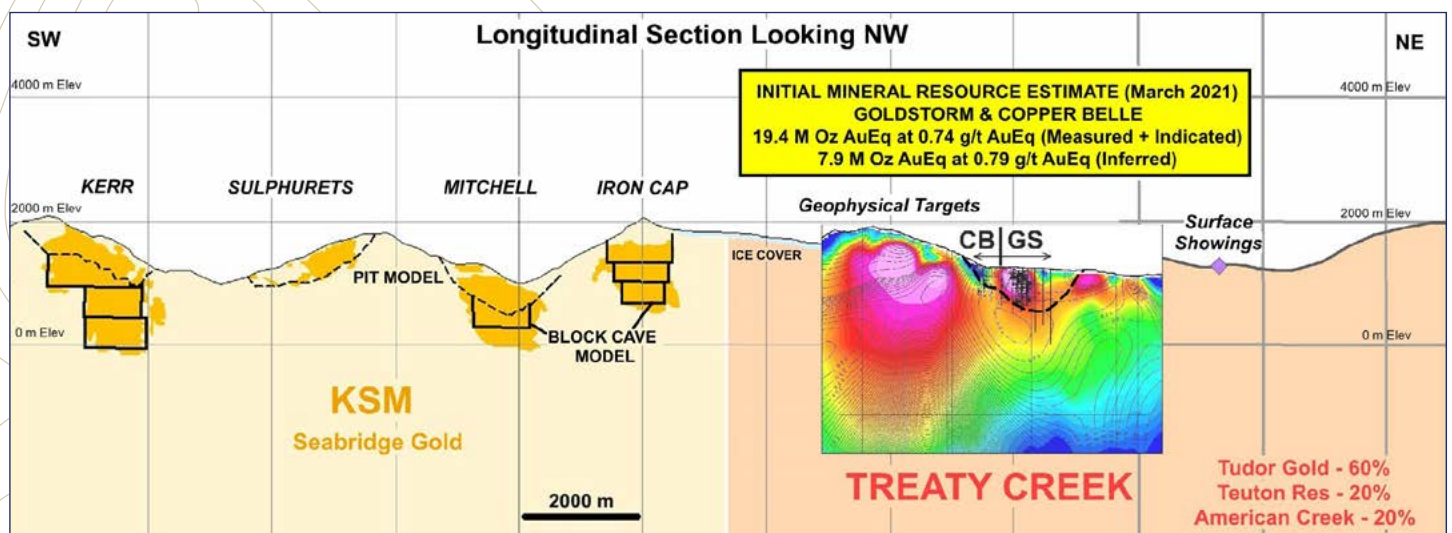 SW
Longitudinal Section Looking NW
NE
4000 m Elev
4000 m Elev
INITIAL MINERAL RESOURCE ESTIMATE (March 2021)
GOLDSTORM & COPPER BELLE
19.4 M Oz AuEq at 0.74 g/t AuEq (Measured + Indicated)
7.9 M Oz AuEq at 0.79 g/t AuEq (Inferred)
KERR
SULPHURETS
MITCHELL
IRON CAP
Geophysical Targets
2000 m Elev
2000 m Elev
Surface
Showings
CB GS
ICE COVER
PIT MODEL
0 m Elev
BLOCK CAVE
MODEL
0 m Elev
KSM
Seabridge Gold
2000 m
TREATY CREEK
Tudor Gold - 60%
Teuton Res - 20%
American Creek - 20%